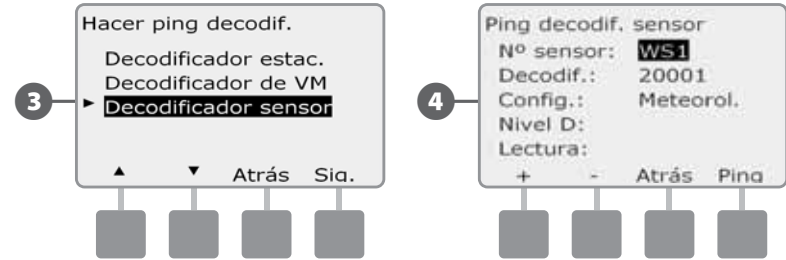 Hacer ping decodif.
Decodificador estac.
Decodificador de VM
3
► Decodificador sensor
▲ ▼ Atrás Sig.
Ping decodif. sensor
Nº sensor: WS1
Decodif.: 20001
4
Config.: Meteorol.
Nivel D:
Lectura:
+ - Atrás Ping